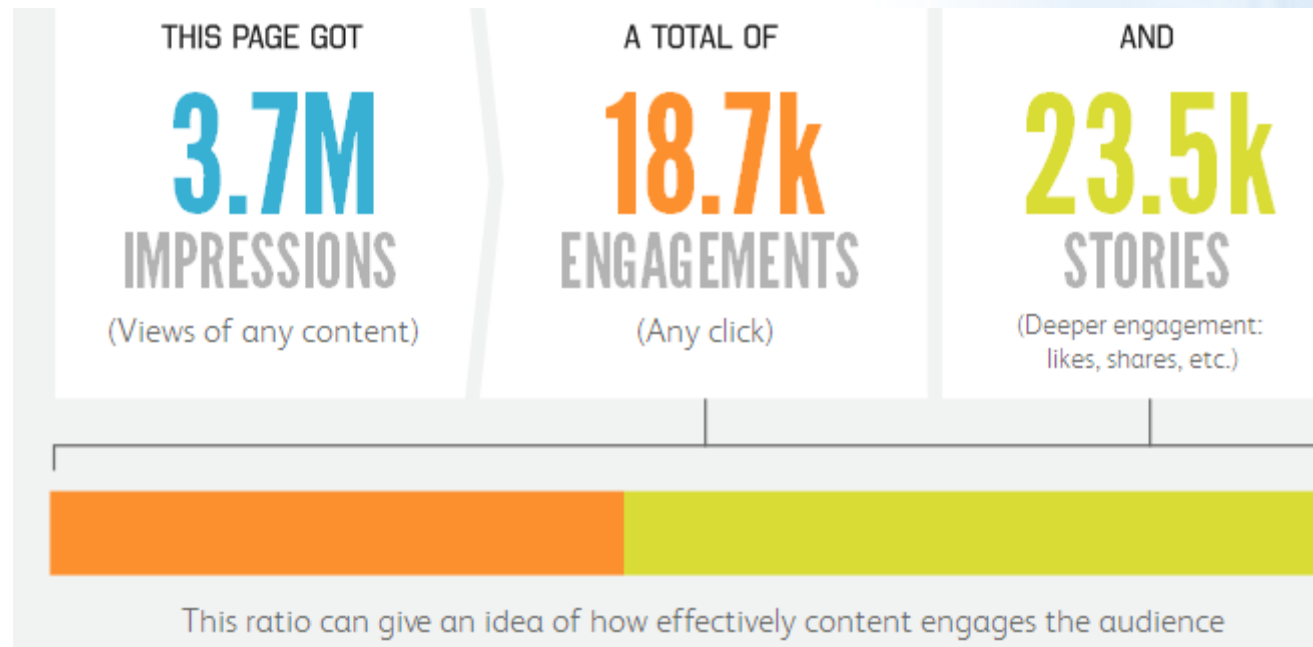 THIS PAGE GOT
3.7M
IMPRESSIONS
(Views of any content)
A TOTAL OF
18.7k
ENGAGEMENTS
(Any click)
AND
23.5k
STORIES
(Deeper engagement:
likes, shares, etc.)
This ratio can give an idea of how effectively content engages the audience